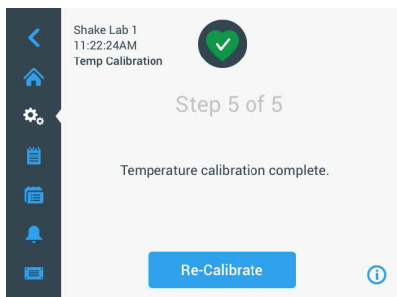 Shake Lab 1
11:22:24AM
Temp Calibration
Step 5 of 5
Temperature calibration complete.
Re-Calibrate